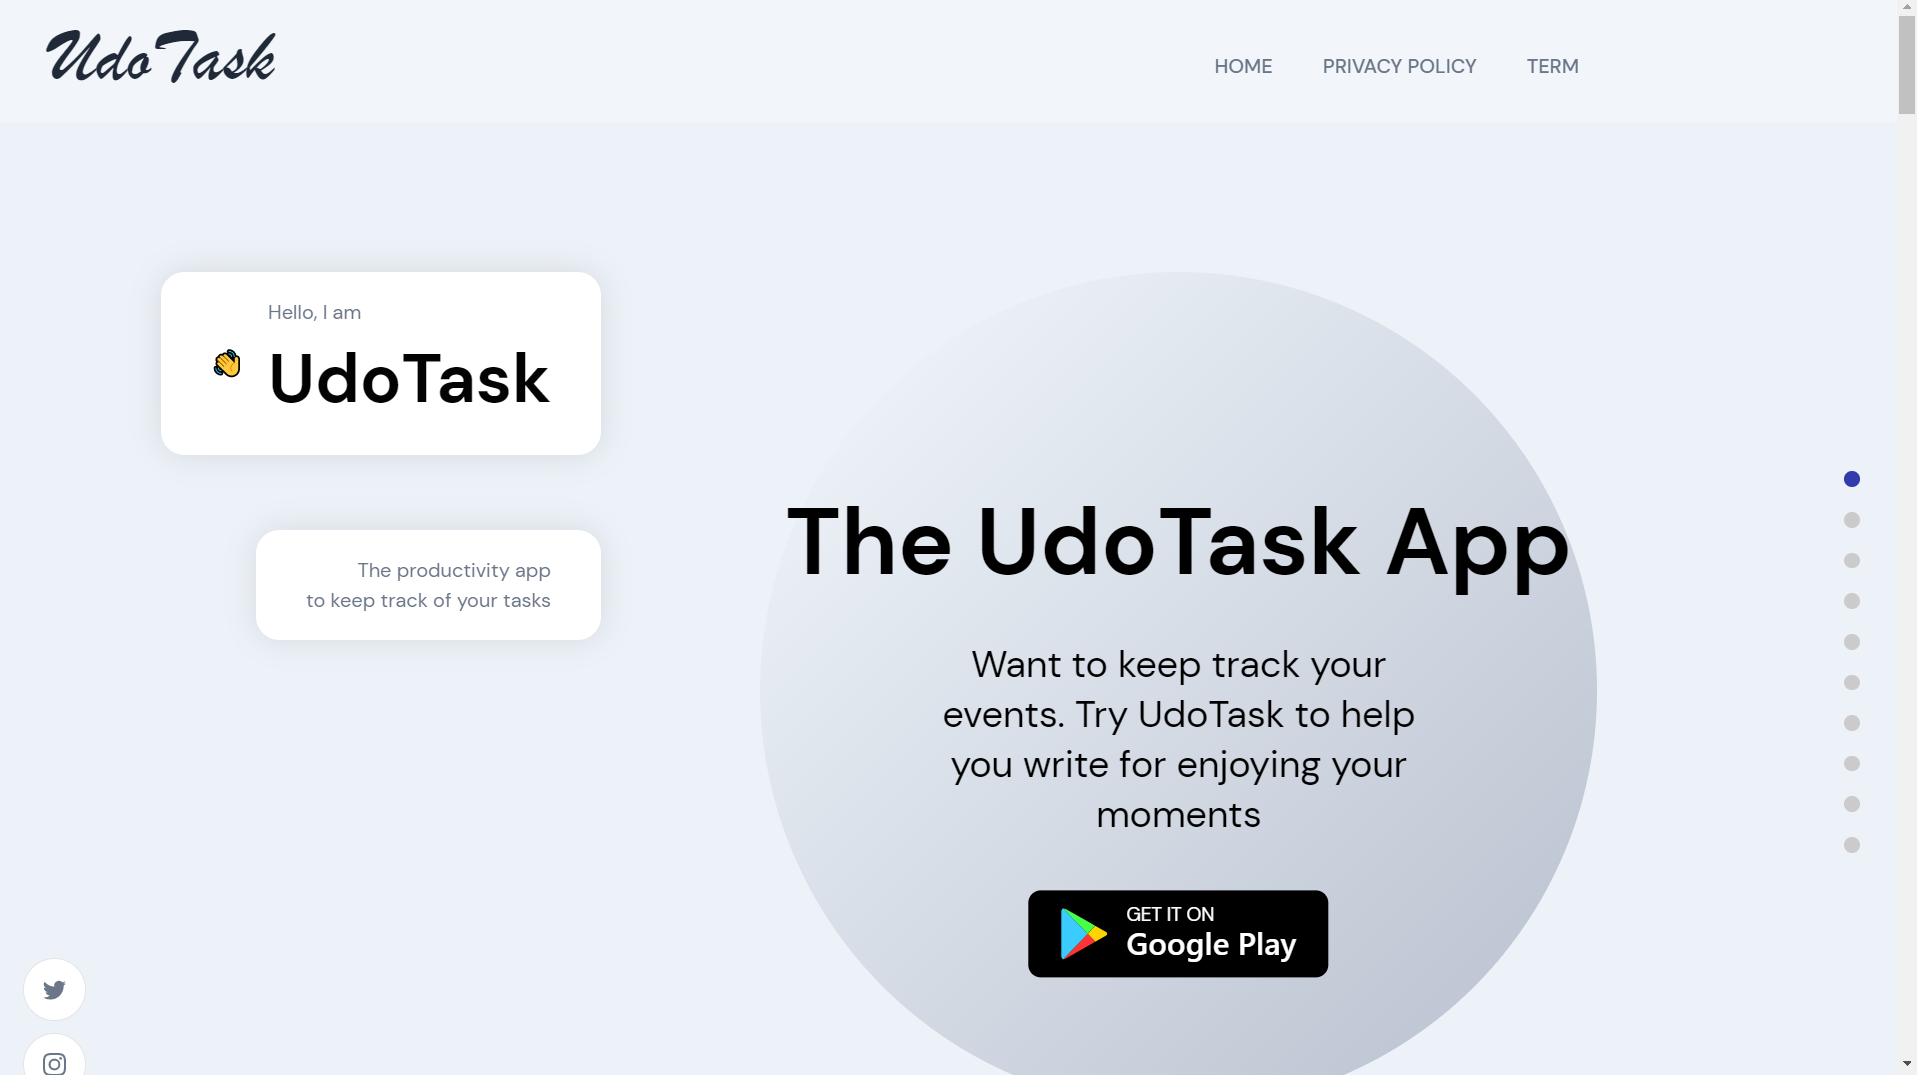 UdoTask
HOME
PRIVACY POLICY
TERM
Hello, I am
UdoTask
The productivity app
to keep track of your tasks
The UdoTask App
Want to keep track your
events. Try UdoTask to help
you write for enjoying your
moments
GET IT ON
Google Play